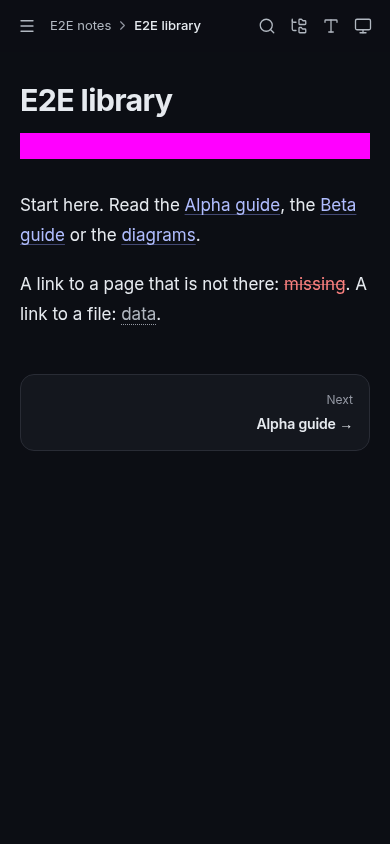 E2E notes > E2E library
E2E library
Start here. Read the Alpha guide, the Beta
guide or the diagrams.
A link to a page that is not there: missing. A
link to a file: data.
Next
Alpha guide →